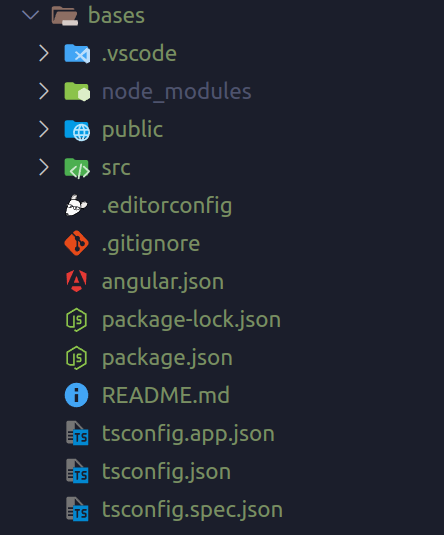 bases
.vscode
node_modules
public
src
.editorconfig
.gitignore
angular.json
package-lock.json
package.json
README.md
tsconfig.app.json
tsconfig.json
tsconfig.spec.json